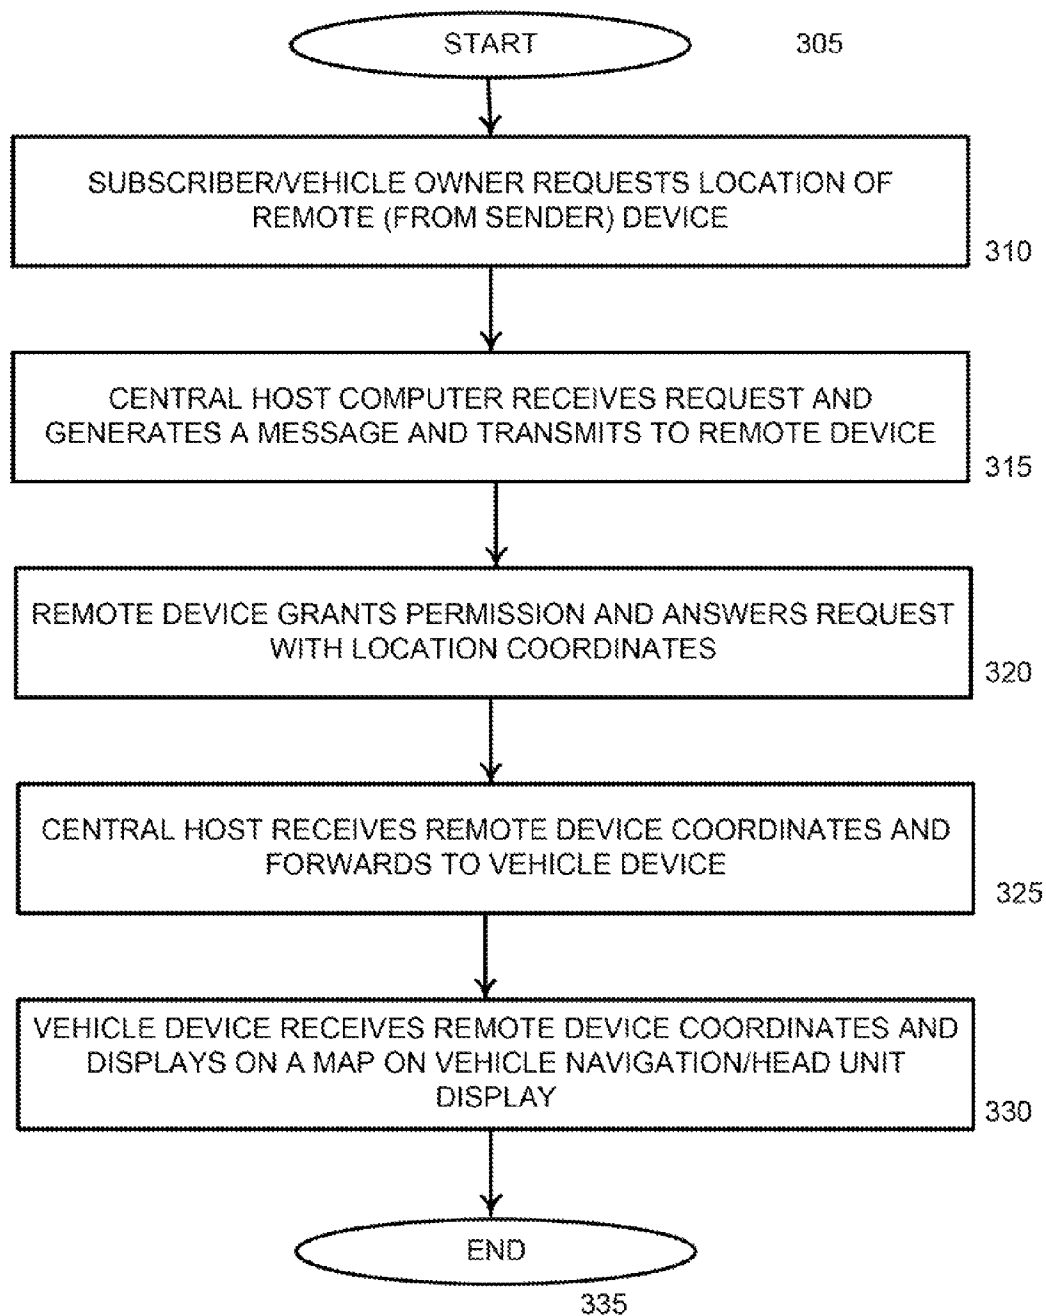 START
305
SUBSCRIBER/VEHICLE OWNER REQUESTS LOCATION OF
REMOTE (FROM SENDER) DEVICE
310
CENTRAL HOST COMPUTER RECEIVES REQUEST AND
GENERATES A MESSAGE AND TRANSMITS TO REMOTE DEVICE
315
REMOTE DEVICE GRANTS PERMISSION AND ANSWERS REQUEST
WITH LOCATION COORDINATES
320
CENTRAL HOST RECEIVES REMOTE DEVICE COORDINATES AND
FORWARDS TO VEHICLE DEVICE
325
VEHICLE DEVICE RECEIVES REMOTE DEVICE COORDINATES AND
DISPLAYS ON A MAP ON VEHICLE NAVIGATION/HEAD UNIT
DISPLAY
330
END
335